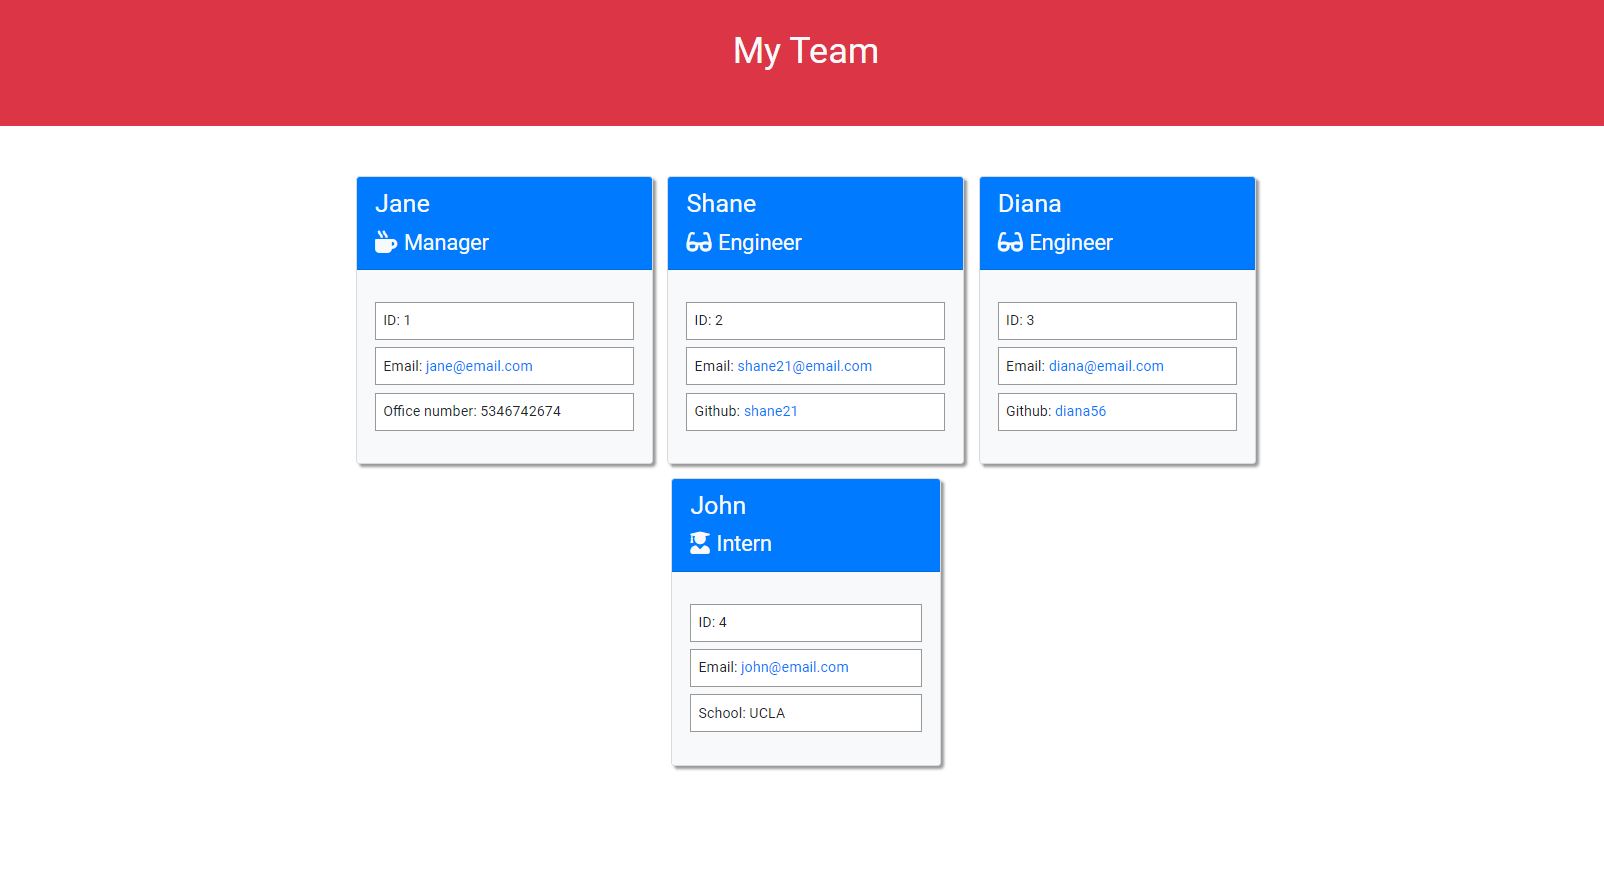 My Team
Jane
Manager
ID: 1
Email: jane@email.com
Office number: 5346742674
Shane
Engineer
ID: 2
Email: shane21@email.com
Github: shane21
Diana
Engineer
ID: 3
Email: diana@email.com
Github: diana56
John
Intern
ID: 4
Email: john@email.com
School: UCLA